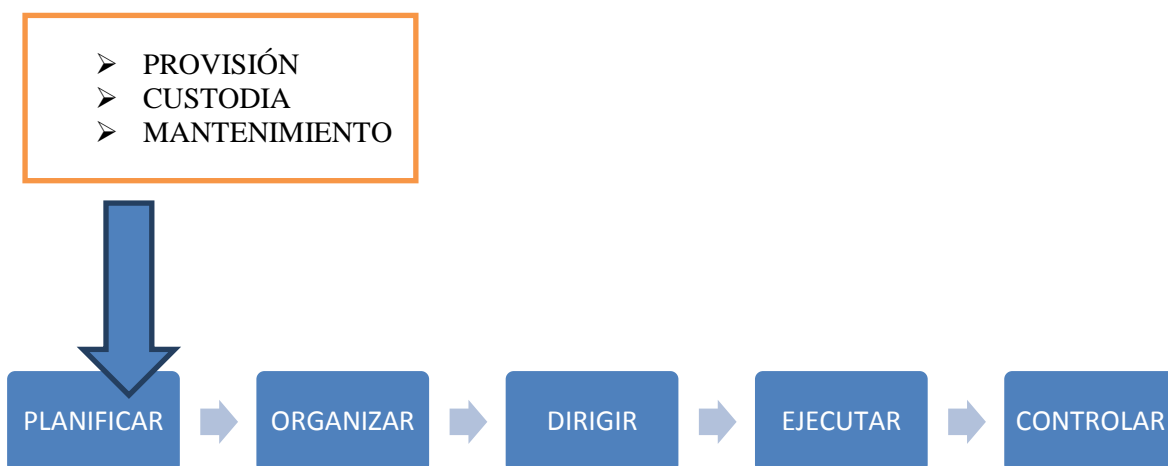 PROVISIÓN
CUSTODIA
MANTENIMIENTO
PLANIFICAR
ORGANIZAR
DIRIGIR
EJECUTAR
CONTROLAR